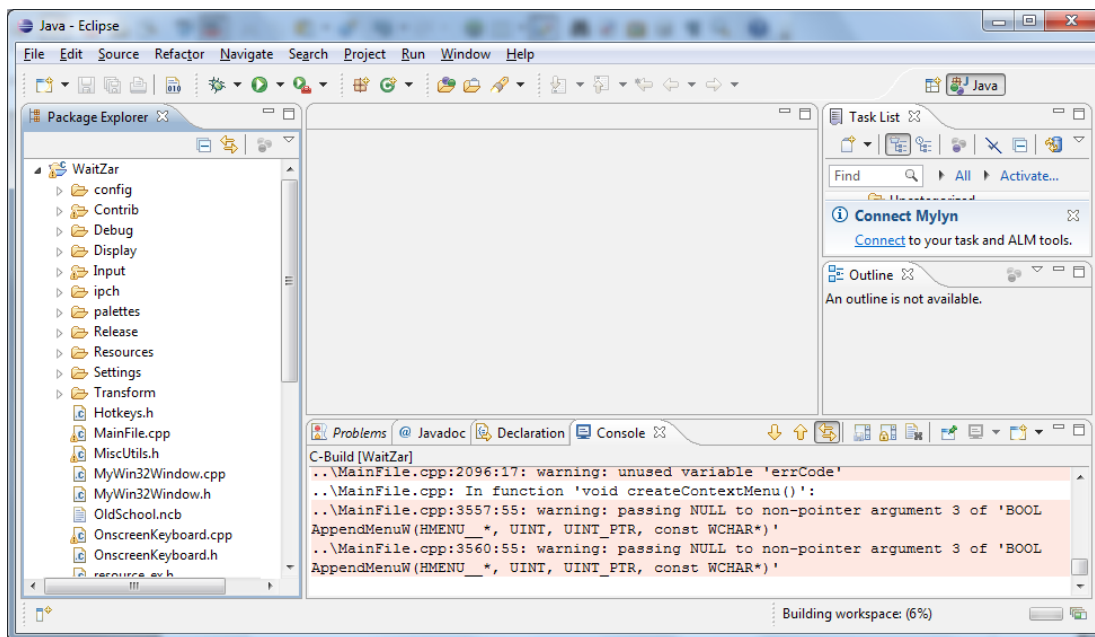 Java - Eclipse
File Edit Source Refactor Navigate Search Project Run Window Help
Java
Package Explorer
WaitZar
config
Contrib
Debug
Display
Input
ipch
palettes
Release
Resources
Settings
Transform
Hotkeys.h
MainFile.cpp
MiscUtils.h
MyWin32Window.cpp
MyWin32Window.h
OldSchool.ncb
OnscreenKeyboard.cpp
OnscreenKeyboard.h
resource_ex.h
Task List
Find All Activate...
Uncategorized
Connect Mylyn
Connect to your task and ALM tools.
Outline
An outline is not available.
Problems @ Javadoc Declaration Console
C-Build [WaitZar]
..\MainFile.cpp:2096:17: warning: unused variable 'errCode'
..\MainFile.cpp: In function 'void createContextMenu()':
..\MainFile.cpp:3557:55: warning: passing NULL to non-pointer argument 3 of 'BOOL
AppendMenuW(HMENU__*, UINT, UINT_PTR, const WCHAR*)'
..\MainFile.cpp:3560:55: warning: passing NULL to non-pointer argument 3 of 'BOOL
AppendMenuW(HMENU__*, UINT, UINT_PTR, const WCHAR*)'
Building workspace: (6%)